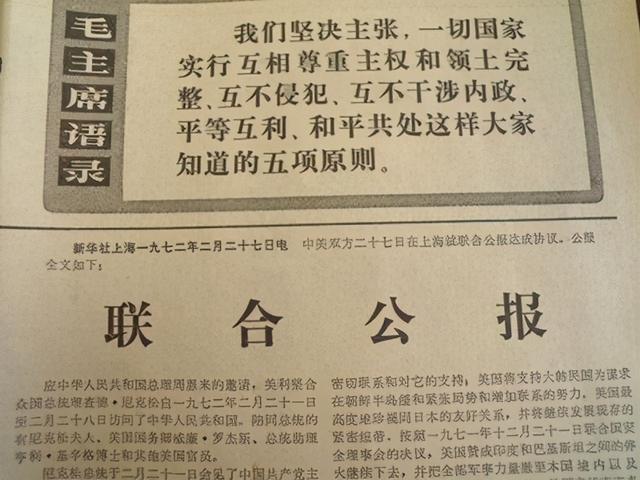 毛主席语录
我们坚决主张，一切国家
实行互相尊重主权和领土完
整、互不侵犯、互不干涉内政、
平等互利、和平共处这样大家
知道的五项原则。
新华社上海一九七二年二月二十七日电 中美双方二十七日在上海就联合公报达成协议。公报
全文如下：
联合公报
应中华人民共和国总理周恩来的邀请，美利坚合
众国总统理查德·尼克松自一九七二年二月二十一日
至二月二十八日访问了中华人民共和国。陪同总统的
有尼克松夫人、美国国务卿威廉·罗杰斯、总统助理
亨利·基辛格博士和其他美国官员。
尼克松总统于二月二十一日会见了中国共产党主
密切联系和对它的支持；美国将支持大韩民国为谋求
在朝鲜半岛缓和紧张局势和增加联系的努力。美国最
高度地珍视同日本的友好关系，并将继续发展现存的
紧密纽带。按照一九七一年十二月二十一日联合国安
全理事会的决议，美国赞成印度和巴基斯坦之间的停
火继续下去，并把全部军事力量撤至本国境内以及